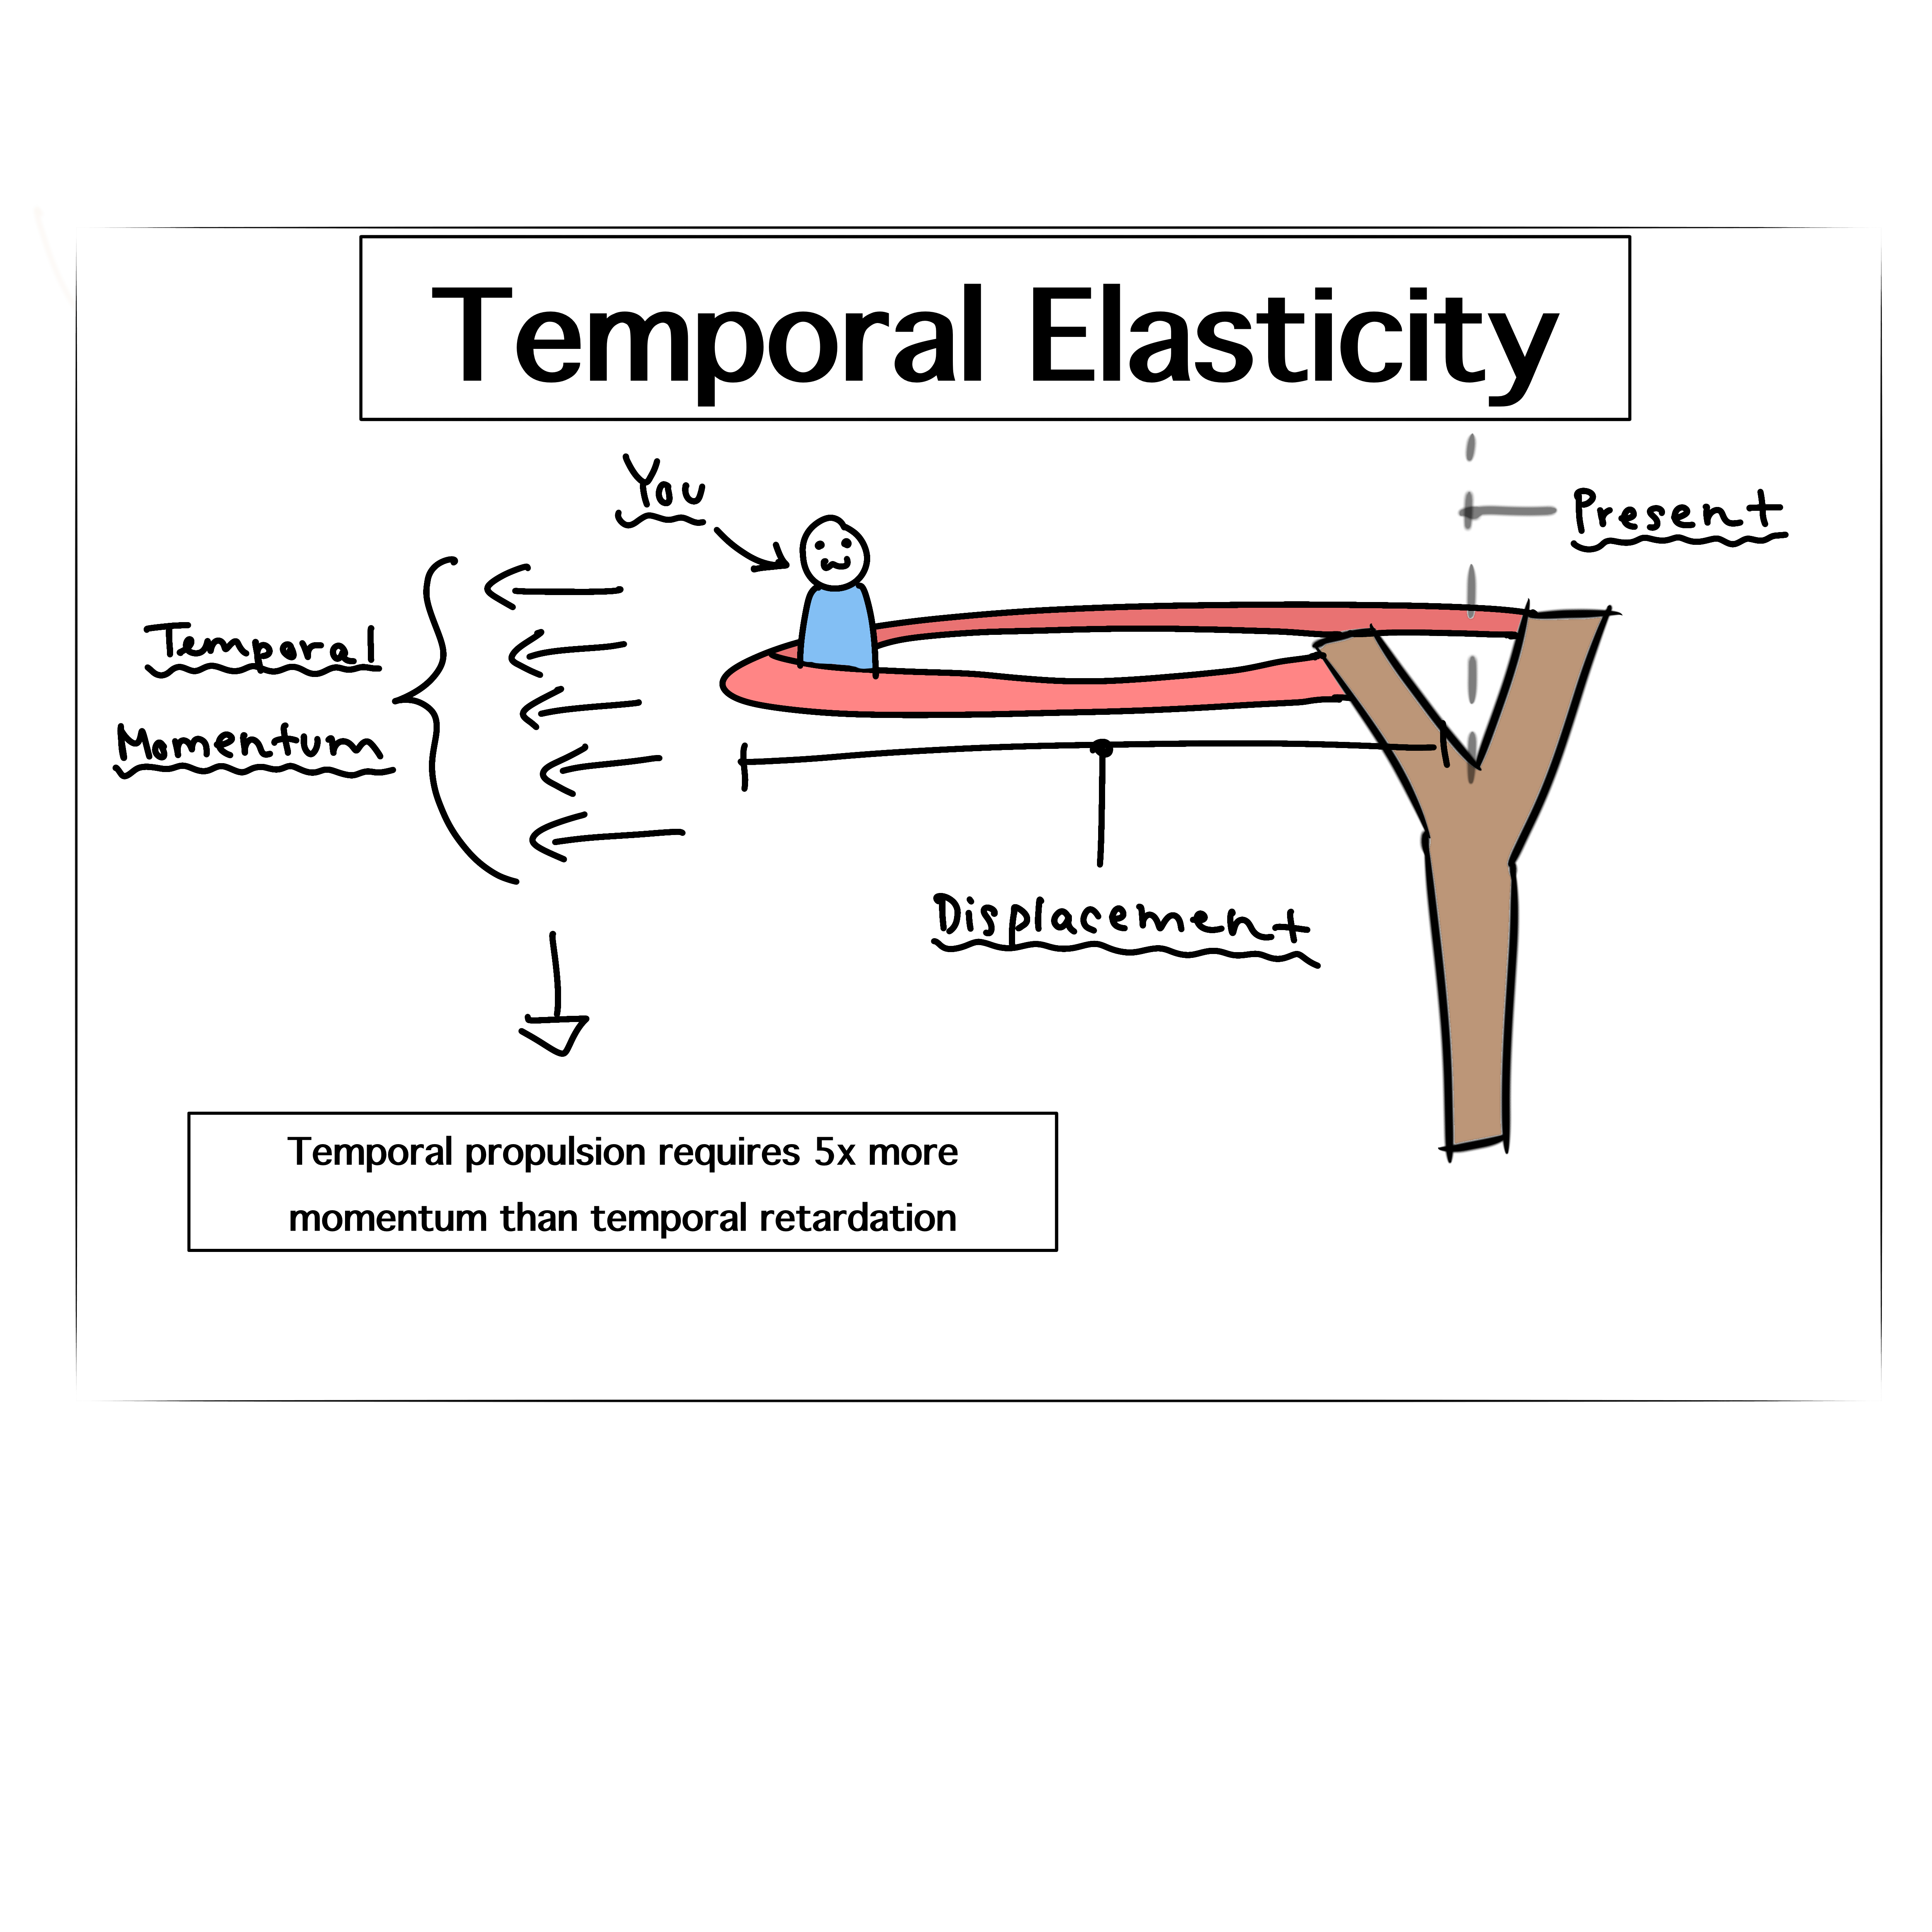 Temporal Elasticity
You
Present
Temporal
Momentum
Displacement
Temporal propulsion requires 5x more
momentum than temporal retardation